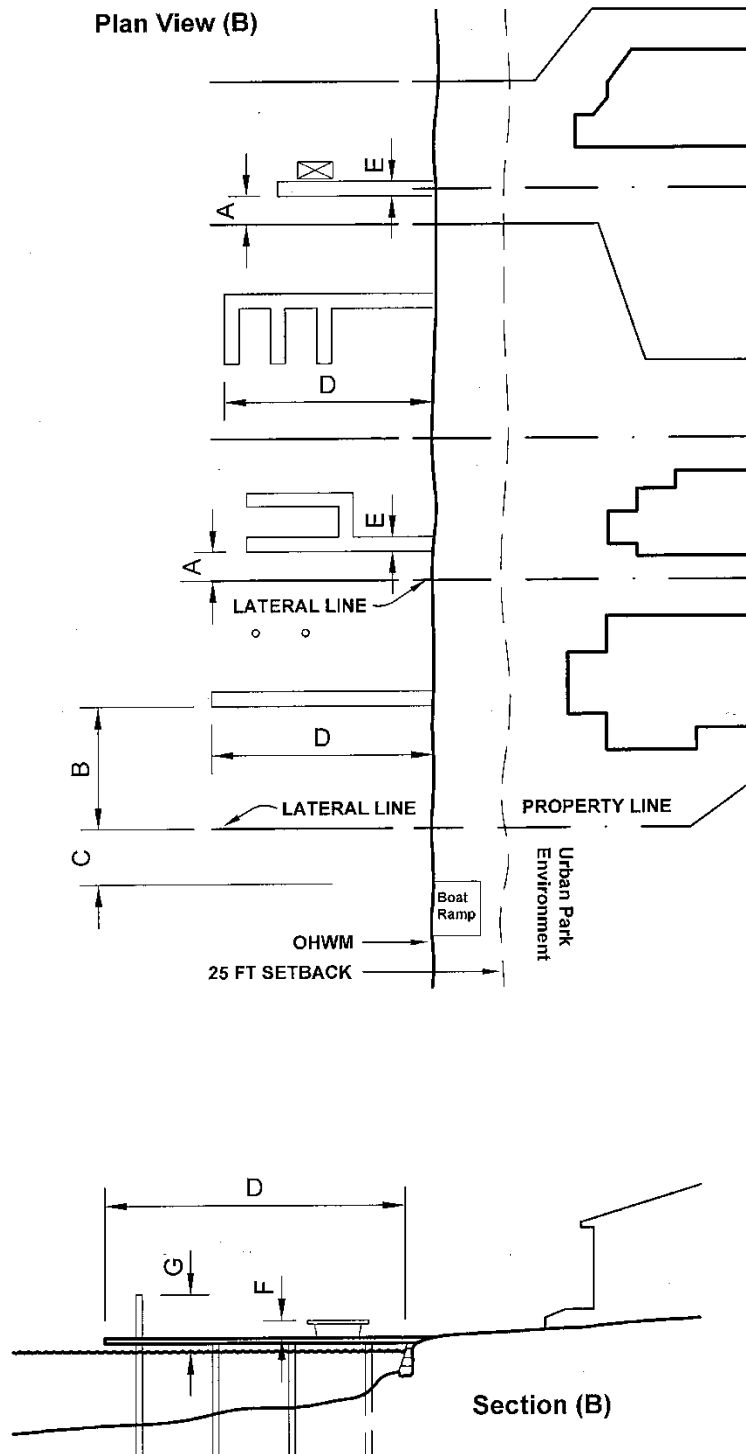 Plan View (B)
E
A
D
E
A
LATERAL LINE
D
B
LATERAL LINE
PROPERTY LINE
C
Boat
Ramp
Urban Park
Environment
OHWM
25 FT SETBACK
D
G
F
Section (B)